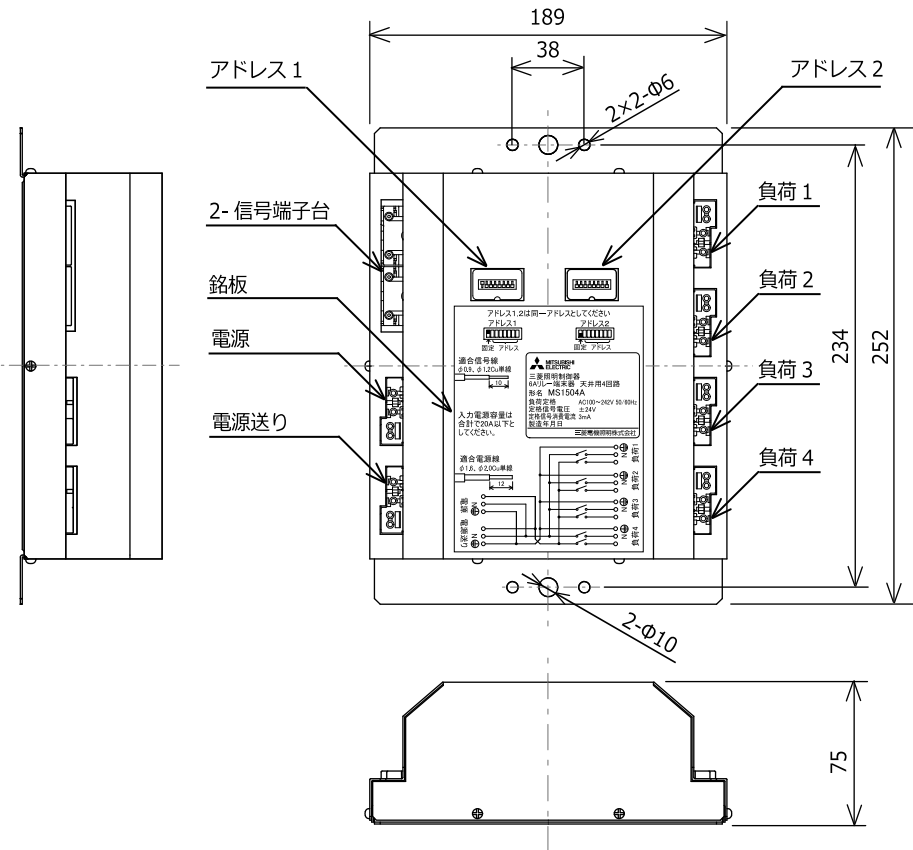 189
38
アドレス 1
アドレス 2
2×2-Φ6
2- 信号端子台
銘板
電源
電源送り
負荷 1
負荷 2
負荷 3
負荷 4
234
252
アドレス1,2は同一アドレスとしてください
アドレス1
アドレス2
固定 アドレス
固定 アドレス
適合信号線
φ0.9、φ1.2Cu単線
10
入力電源容量は
合計で20A以下と
してください。
適合電源線
φ1.6、φ2.0Cu単線
12
MITSUBISHI
ELECTRIC
三菱照明制御器
6Aリレー端末器 天井用4回路
形名 MS1504A
負荷定格 AC100～242V 50/60Hz
定格信号電圧 ±24V
定格信号消費電流 3mA
製造年月日
三菱電機照明株式会社
N
負荷1
N
負荷2
N
負荷3
N
負荷4
電源
N
電源送り
N
2-Φ10
75